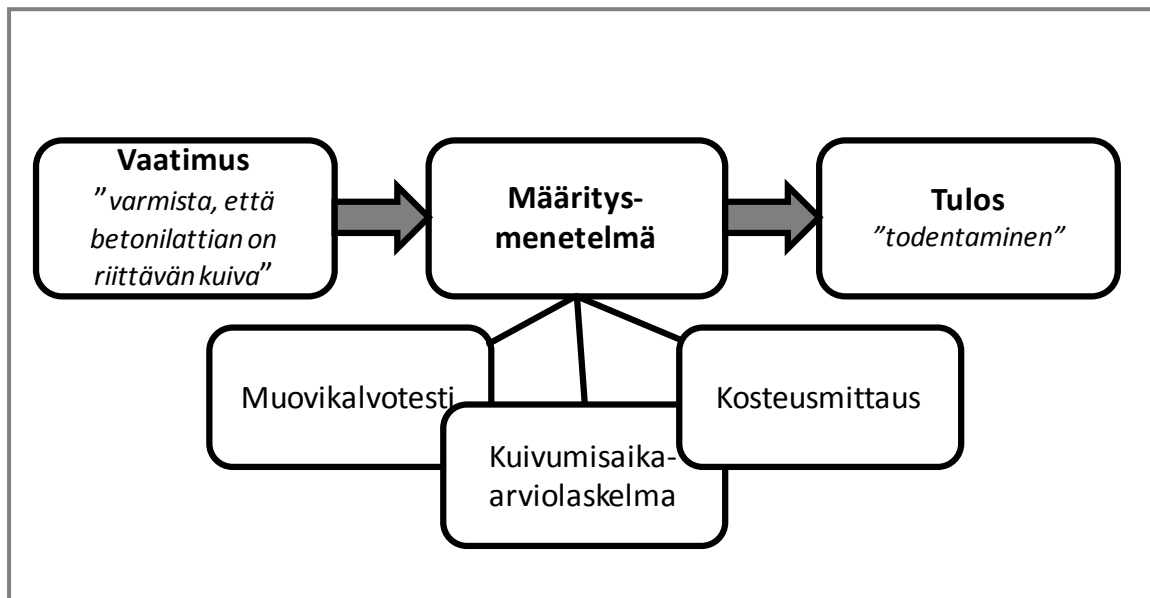 Vaatimus
”varmista, että
betonilattian on
riittävän kuiva”
Määritys-
menetelmä
Tulos
”todentaminen”
Muovikalvotesti
Kuivumisaika-
arviolaskelma
Kosteusmittaus